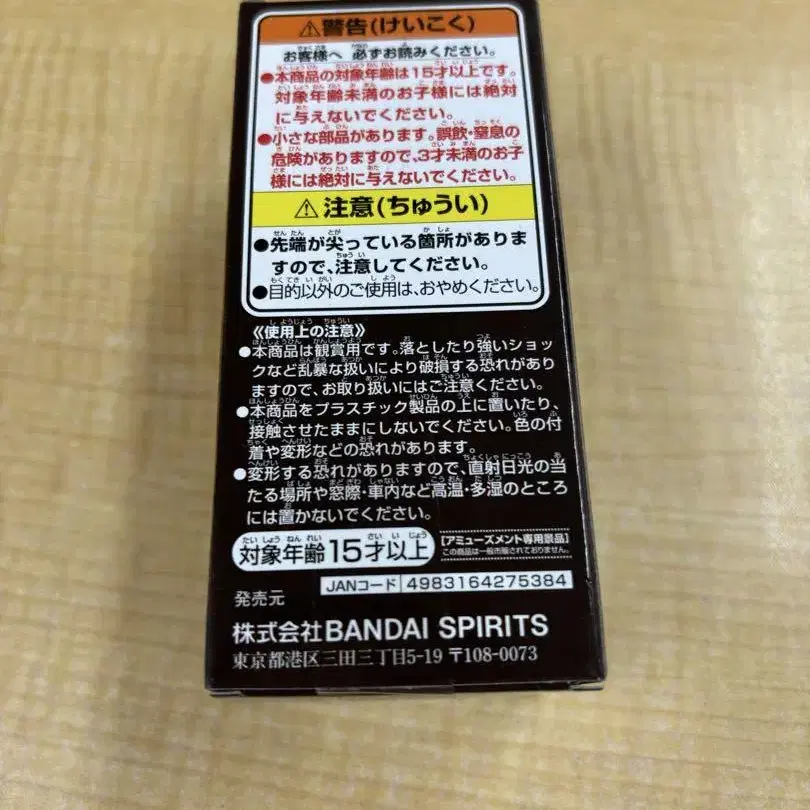 ⚠警告(けいこく)
お客様へ 必ずお読みください。
●本商品の対象年齢は15才以上です。
対象年齢未満のお子様には絶対
に与えないでください。
●小さな部品があります。誤飲・窒息の
危険がありますので、3才未満のお子
様には絶対に与えないでください。
⚠注意(ちゅうい)
●先端が尖っている箇所がありま
すので、注意してください。
●目的以外のご使用は、おやめください。
《使用上の注意》
●本商品は観賞用です。落としたり強いショッ
クなど乱暴な扱いにより破損する恐れがあり
ますので、お取り扱いにはご注意ください。
●本商品をプラスチック製品の上に置いたり、
接触させたままにしないでください。色の付
着や変形などの恐れがあります。
●変形する恐れがありますので、直射日光の当
たる場所や窓際・車内など高温・多湿のところ
には置かないでください。
対象年齢15才以上
[アミューズメント専用景品]
この商品は一般市販されておりません。
JANコード 4983164275384
発売元
株式会社BANDAI SPIRITS
東京都港区三田三丁目5-19 〒108-0073